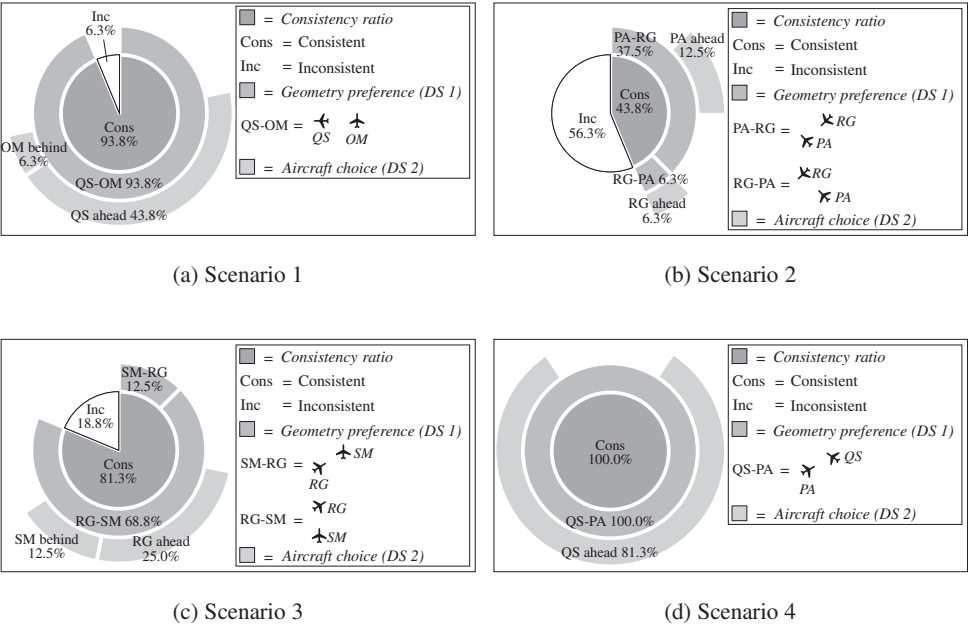 Inc
6.3%
Cons
93.8%
OM behind
6.3%
QS-OM 93.8%
QS ahead 43.8%
= Consistency ratio
Cons = Consistent
Inc = Inconsistent
= Geometry preference (DS 1)
QS-OM =
QS OM
= Aircraft choice (DS 2)
(a) Scenario 1
PA-RG
37.5%
PA ahead
12.5%
Cons
43.8%
Inc
56.3%
RG-PA 6.3%
RG ahead
6.3%
= Consistency ratio
Cons = Consistent
Inc = Inconsistent
= Geometry preference (DS 1)
PA-RG =
RG
PA
RG-PA =
RG
PA
= Aircraft choice (DS 2)
(b) Scenario 2
SM-RG
12.5%
Inc
18.8%
Cons
81.3%
RG-SM 68.8%
SM behind
12.5%
RG ahead
25.0%
= Consistency ratio
Cons = Consistent
Inc = Inconsistent
= Geometry preference (DS 1)
SM-RG =
SM
RG
RG-SM =
RG
SM
= Aircraft choice (DS 2)
(c) Scenario 3
Cons
100.0%
QS-PA 100.0%
QS ahead 81.3%
= Consistency ratio
Cons = Consistent
Inc = Inconsistent
= Geometry preference (DS 1)
QS-PA =
QS
PA
= Aircraft choice (DS 2)
(d) Scenario 4